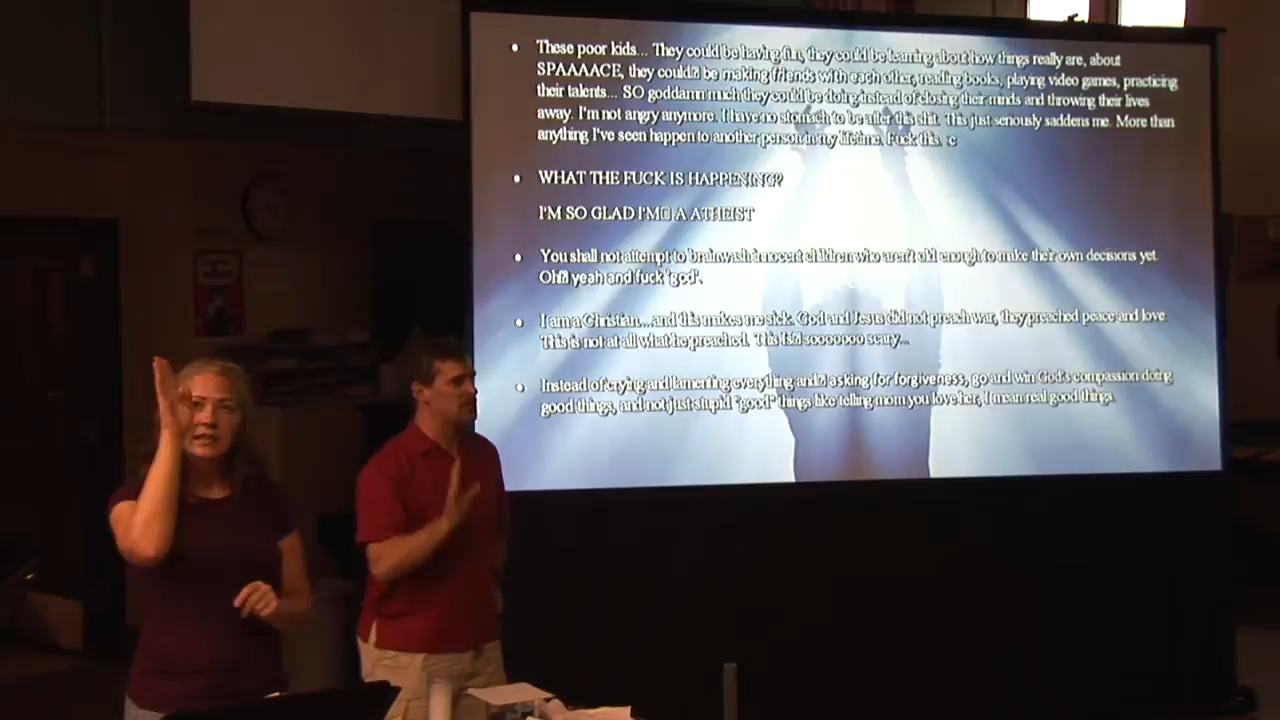 • These poor kids... They could be having fun, they could be learning about how things really are, about
SPAAAACE, they could be making friends with each other, reading books, playing video games, practicing
their talents... SO goddamn much they could be doing instead of closing their minds and throwing their lives
away. I'm not angry anymore. I have no stomach to be after this shit. This just seriously saddens me. More than
anything I've seen happen to another person in my lifetime. Fuck this. :c
• WHAT THE FUCK IS HAPPENING?
I'M SO GLAD I'M A ATHEIST
• You shall not attempt to brainwash innocent children who aren't old enough to make their own decisions yet.
Oh yeah and fuck 'god'.
• I am a Christian...and this makes me sick. God and Jesus did not preach war, they preached peace and love.
This is not at all what he preached. This is sooooooo scary...
• Instead of crying and lamenting everything and asking for forgiveness, go and win God's compassion doing
good things, and not just stupid "good" things like telling mom you love her, I mean real good things.